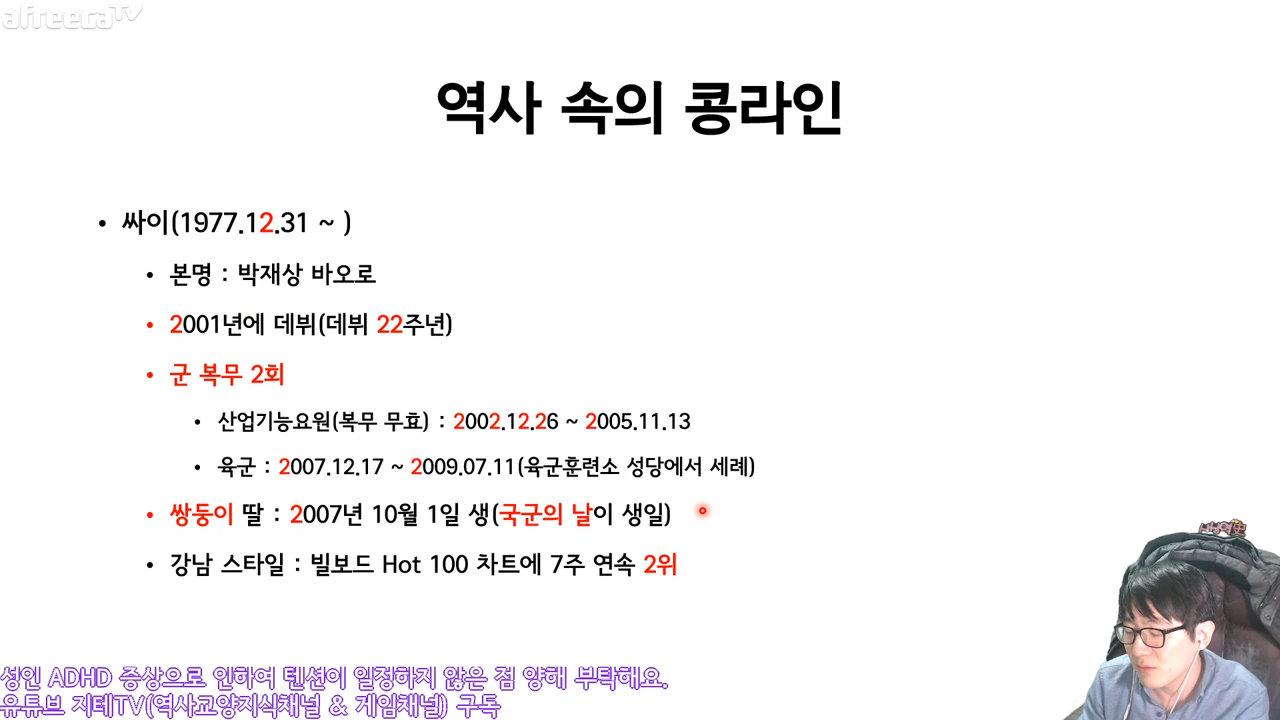 afreecaTV
역사 속의 콩라인
• 싸이(1977.12.31 ~ )
• 본명 : 박재상 바오로
• 2001년에 데뷔(데뷔 22주년)
• 군 복무 2회
• 산업기능요원(복무 무효) : 2002.12.26 ~ 2005.11.13
• 육군 : 2007.12.17 ~ 2009.07.11(육군훈련소 성당에서 세례)
• 쌍둥이 딸 : 2007년 10월 1일 생(국군의 날이 생일)
• 강남 스타일 : 빌보드 Hot 100 차트에 7주 연속 2위
성인 ADHD 증상으로 인하여 텐션이 일정하지 않은 점 양해 부탁해요.
유튜브 지테TV(역사교양지식채널 & 게임채널) 구독